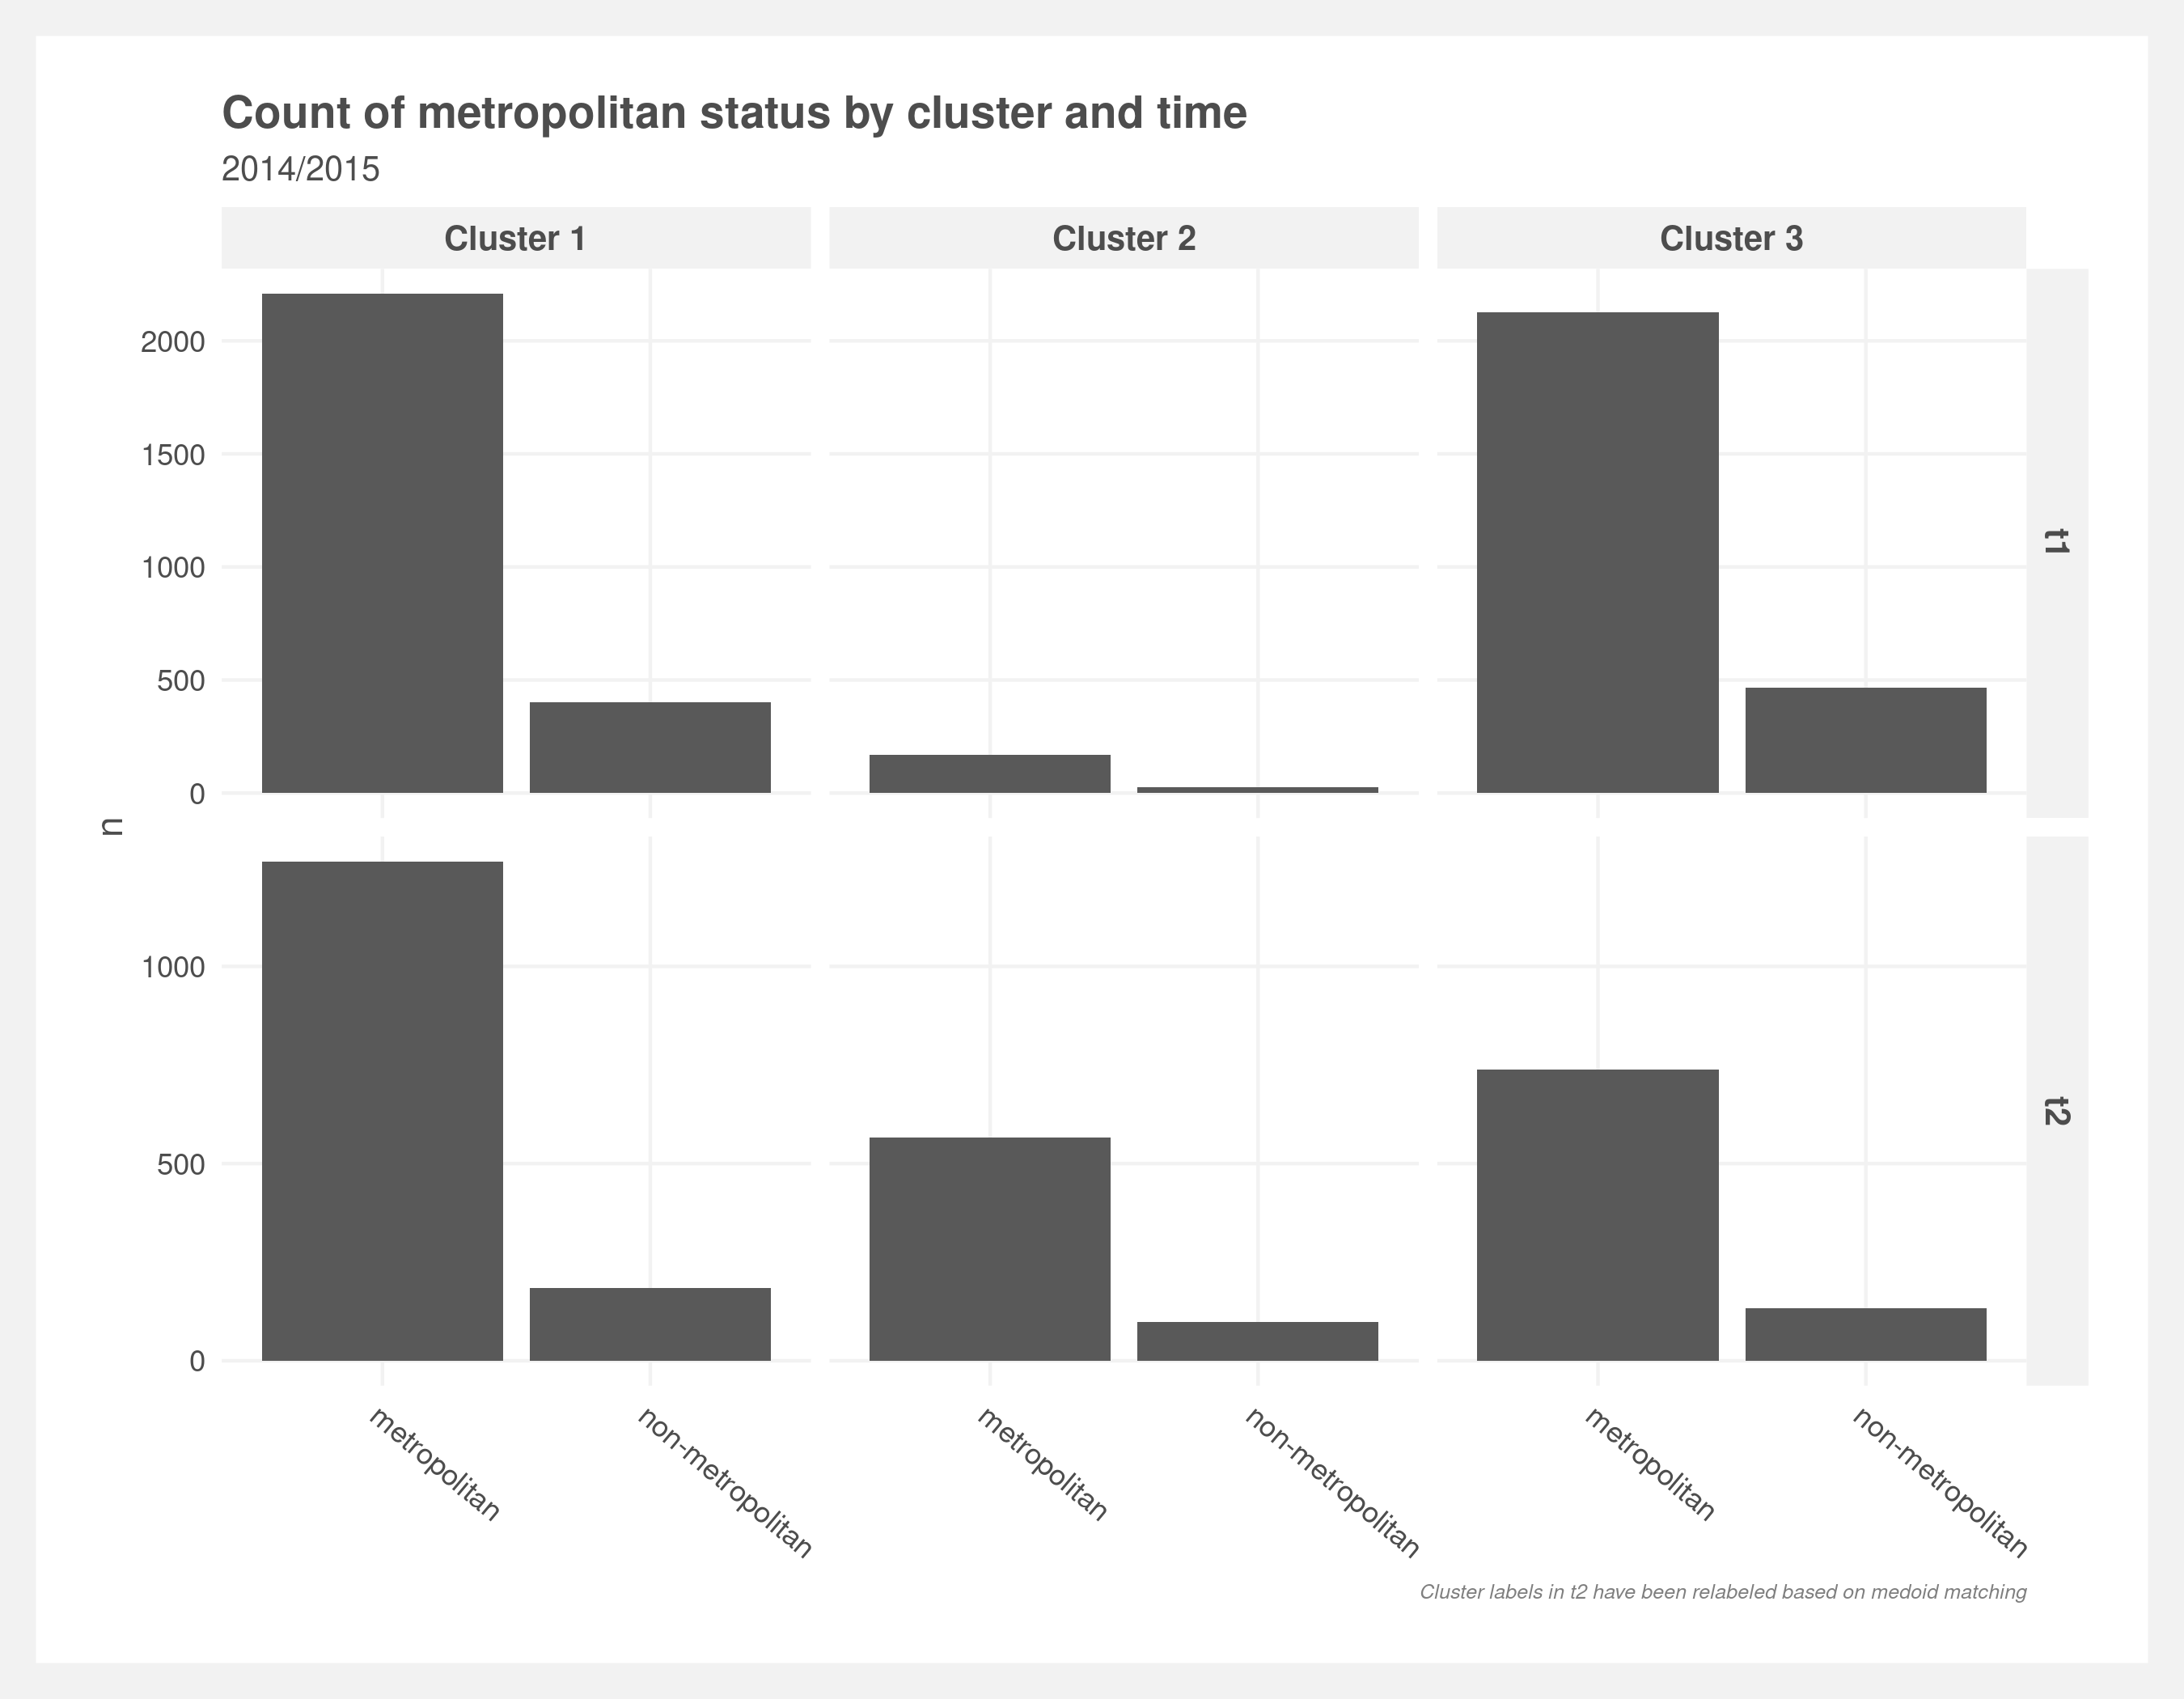 Count of metropolitan status by cluster and time
2014/2015
Cluster 1
Cluster 2
Cluster 3
2000
1500
1000
500
0
t1
n
1000
500
0
t2
metropolitan
non-metropolitan
metropolitan
non-metropolitan
metropolitan
non-metropolitan
Cluster labels in t2 have been relabeled based on medoid matching